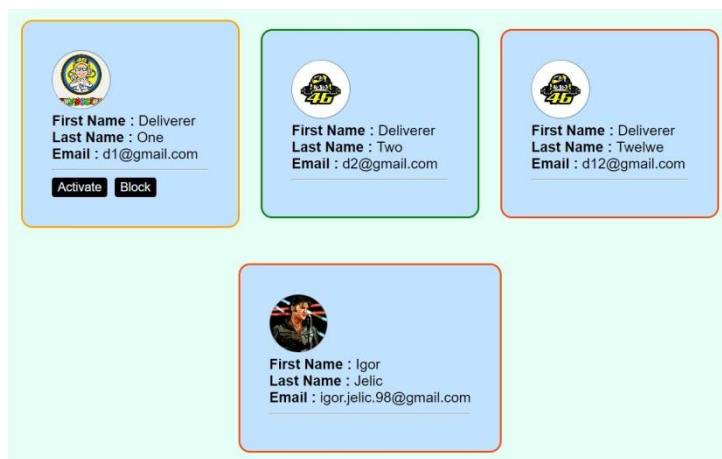 First Name : Deliverer
Last Name : One
Email : d1@gmail.com
Activate Block
46
First Name : Deliverer
Last Name : Two
Email : d2@gmail.com
46
First Name : Deliverer
Last Name : Twelwe
Email : d12@gmail.com
First Name : Igor
Last Name : Jelic
Email : igor.jelic.98@gmail.com